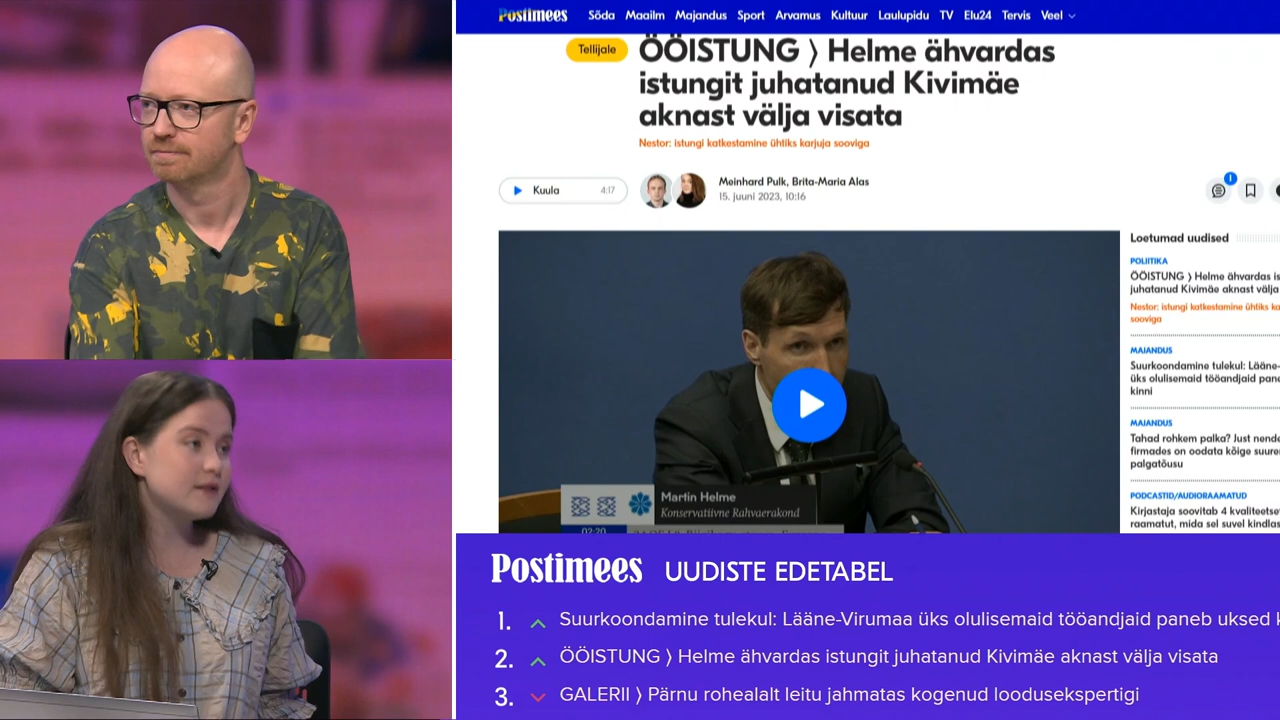 Postimees Sõda Maailm Majandus Sport Arvamus Kultuur Laulupidu TV Elu24 Tervis Veel
Tellijale
ÖÖISTUNG ⟩ Helme ähvardas
istungit juhatanud Kivimäe
aknast välja visata
Nestor: istungi katkestamine ühtiks karjuja sooviga
Kuula 4:17
Meinhard Pulk, Brita-Maria Alas
15. juuni 2023, 10:16
1
Martin Helme
Konservatiivne Rahvaerakond
02:20
Loetumad uudised
POLIITIKA
ÖÖISTUNG ⟩ Helme ähvardas is
juhatanud Kivimäe aknast välja
Nestor: istungi katkestamine ühtiks ka
sooviga
MAJANDUS
Suurkoondamine tulekul: Lääne-
üks olulisemaid tööandjaid pane
kinni
MAJANDUS
Tahad rohkem palka? Just nende
firmades on oodata kõige suure
palgatõusu
PODCASTID/AUDIORAAMATUD
Kirjastaja soovitab 4 kvaliteetse
raamatut, mida sel suvel kindlas
Postimees UUDISTE EDETABEL
1. Suurkoondamine tulekul: Lääne-Virumaa üks olulisemaid tööandjaid paneb uksed k
2. ÖÖISTUNG ⟩ Helme ähvardas istungit juhatanud Kivimäe aknast välja visata
3. GALERII ⟩ Pärnu rohealalt leitu jahmatas kogenud loodusekspertigi